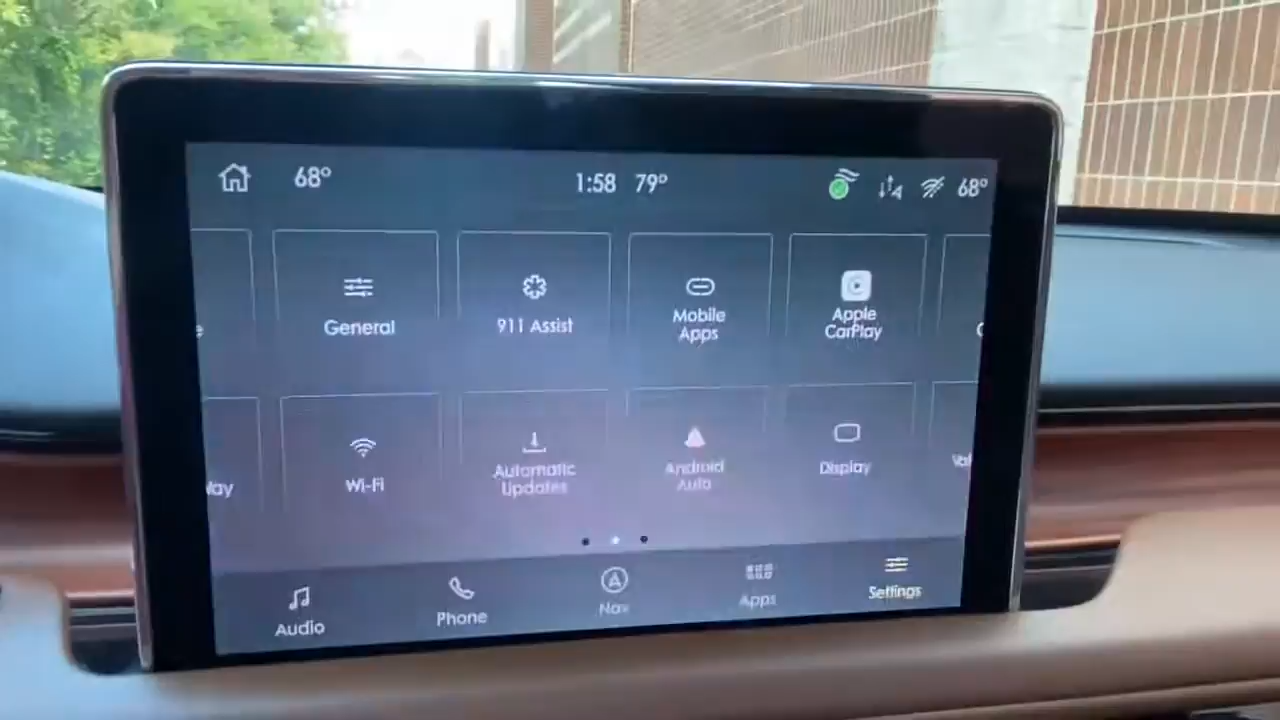 68° 1:58 79° 68°
General
911 Assist
Mobile
Apps
Apple
CarPlay
Wi-Fi
Automatic
Updates
Android
Auto
Display
Audio
Phone
Nav
Apps
Settings